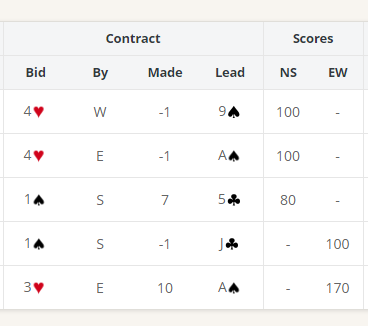 Contract Scores
Bid By Made Lead NS EW
4♥ W -1 9♠ 100 -
4♥ E -1 A♠ 100 -
1♠ S 7 5♣ 80 -
1♠ S -1 J♣ - 100
3♥ E 10 A♠ - 170